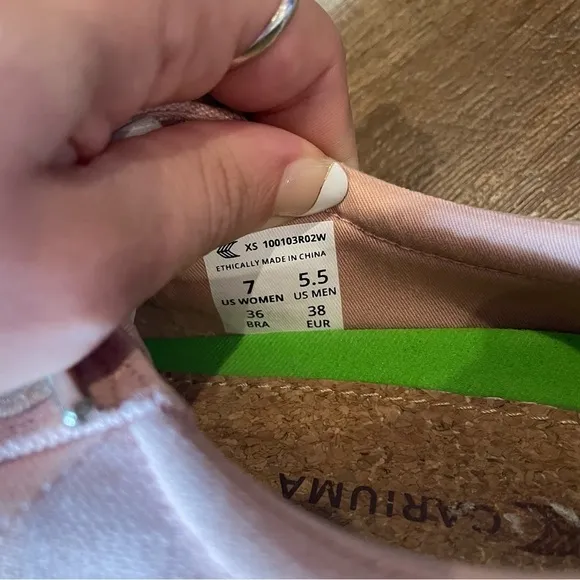 XS 100103R02W
ETHICALLY MADE IN CHINA
7 5.5
US WOMEN US MEN
36 38
BRA EUR
CARIUMA